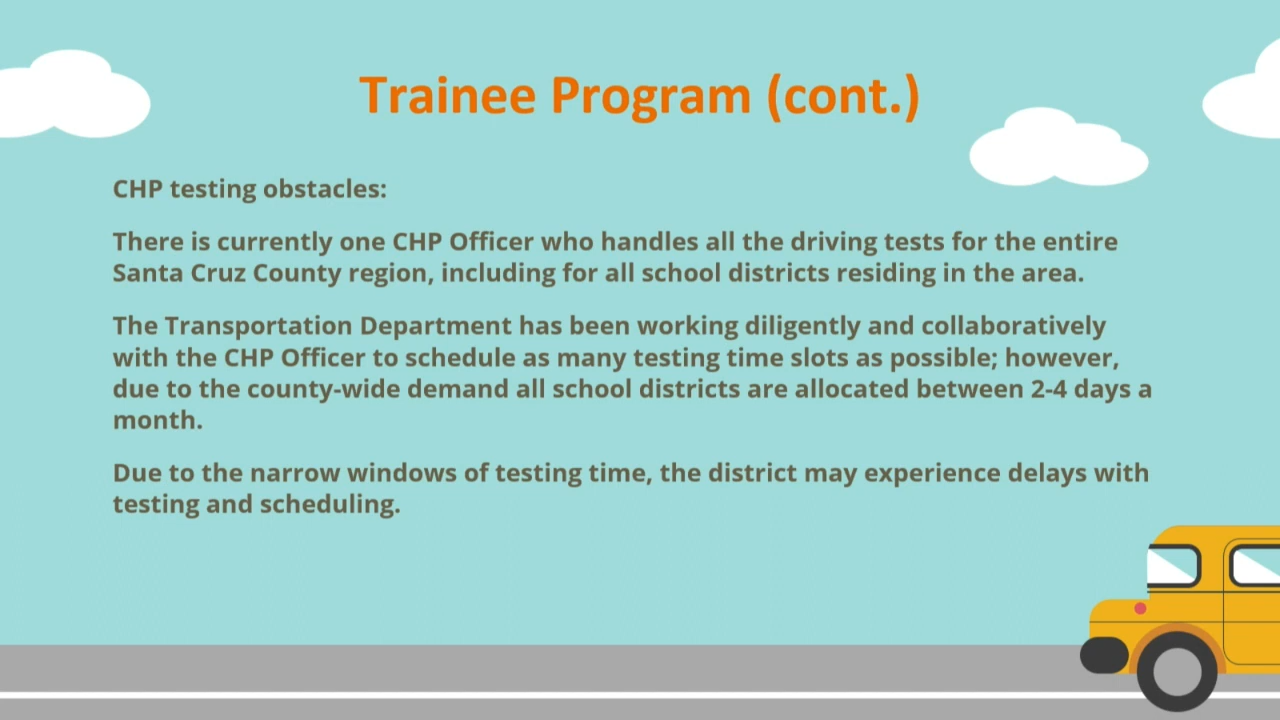 Trainee Program (cont.)
CHP testing obstacles:
There is currently one CHP Officer who handles all the driving tests for the entire
Santa Cruz County region, including for all school districts residing in the area.
The Transportation Department has been working diligently and collaboratively
with the CHP Officer to schedule as many testing time slots as possible; however,
due to the county-wide demand all school districts are allocated between 2-4 days a
month.
Due to the narrow windows of testing time, the district may experience delays with
testing and scheduling.